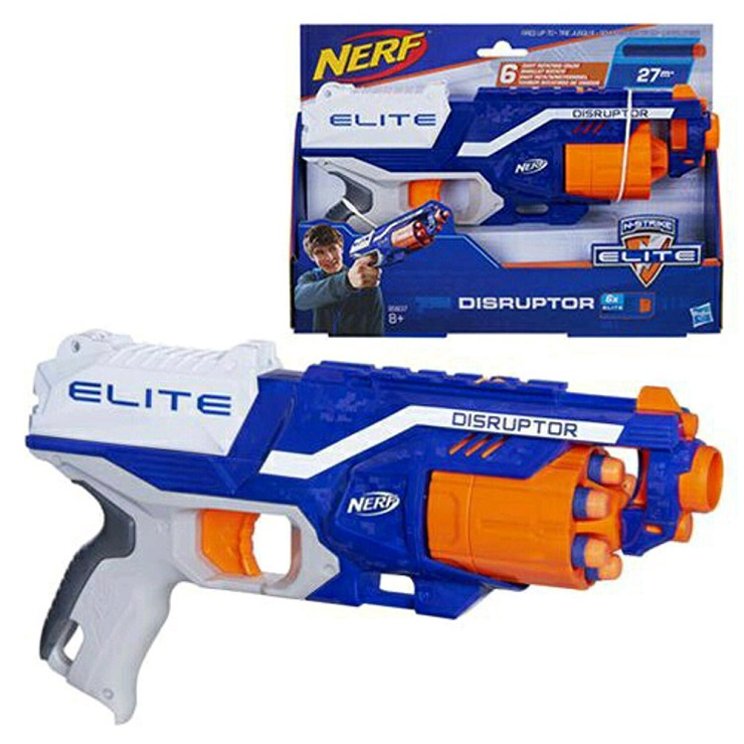 NERF
6
27m
ELITE
DISRUPTOR
NERF
N-STRIKE
ELITE
DISRUPTOR
6x
ELITE
8+
Hasbro
ELITE
DISRUPTOR
NERF